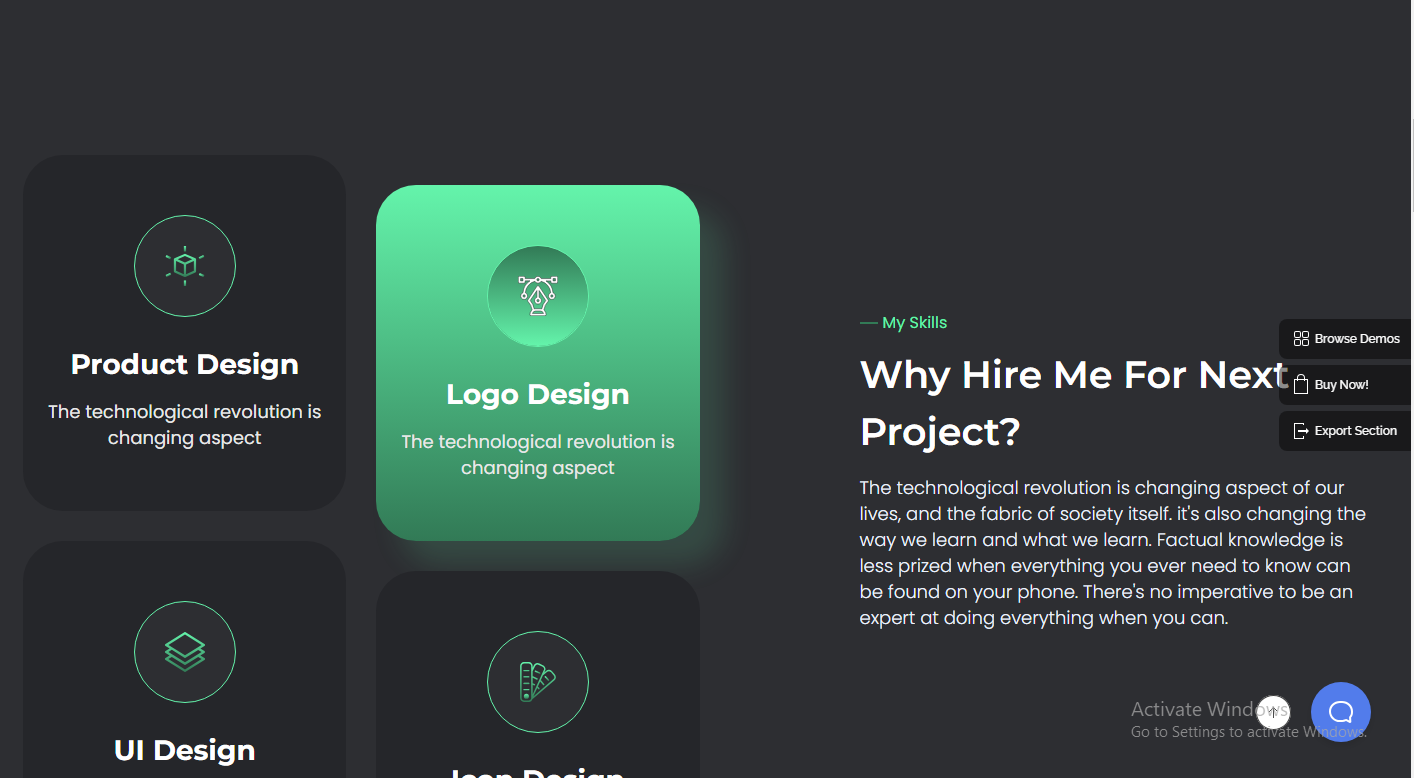 Product Design
The technological revolution is
changing aspect
Logo Design
The technological revolution is
changing aspect
UI Design
Icon Design
My Skills
Why Hire Me For Next
Project?
The technological revolution is changing aspect of our
lives, and the fabric of society itself. it's also changing the
way we learn and what we learn. Factual knowledge is
less prized when everything you ever need to know can
be found on your phone. There's no imperative to be an
expert at doing everything when you can.
Browse Demos
Buy Now!
Export Section
Activate Windows
Go to Settings to activate Windows.